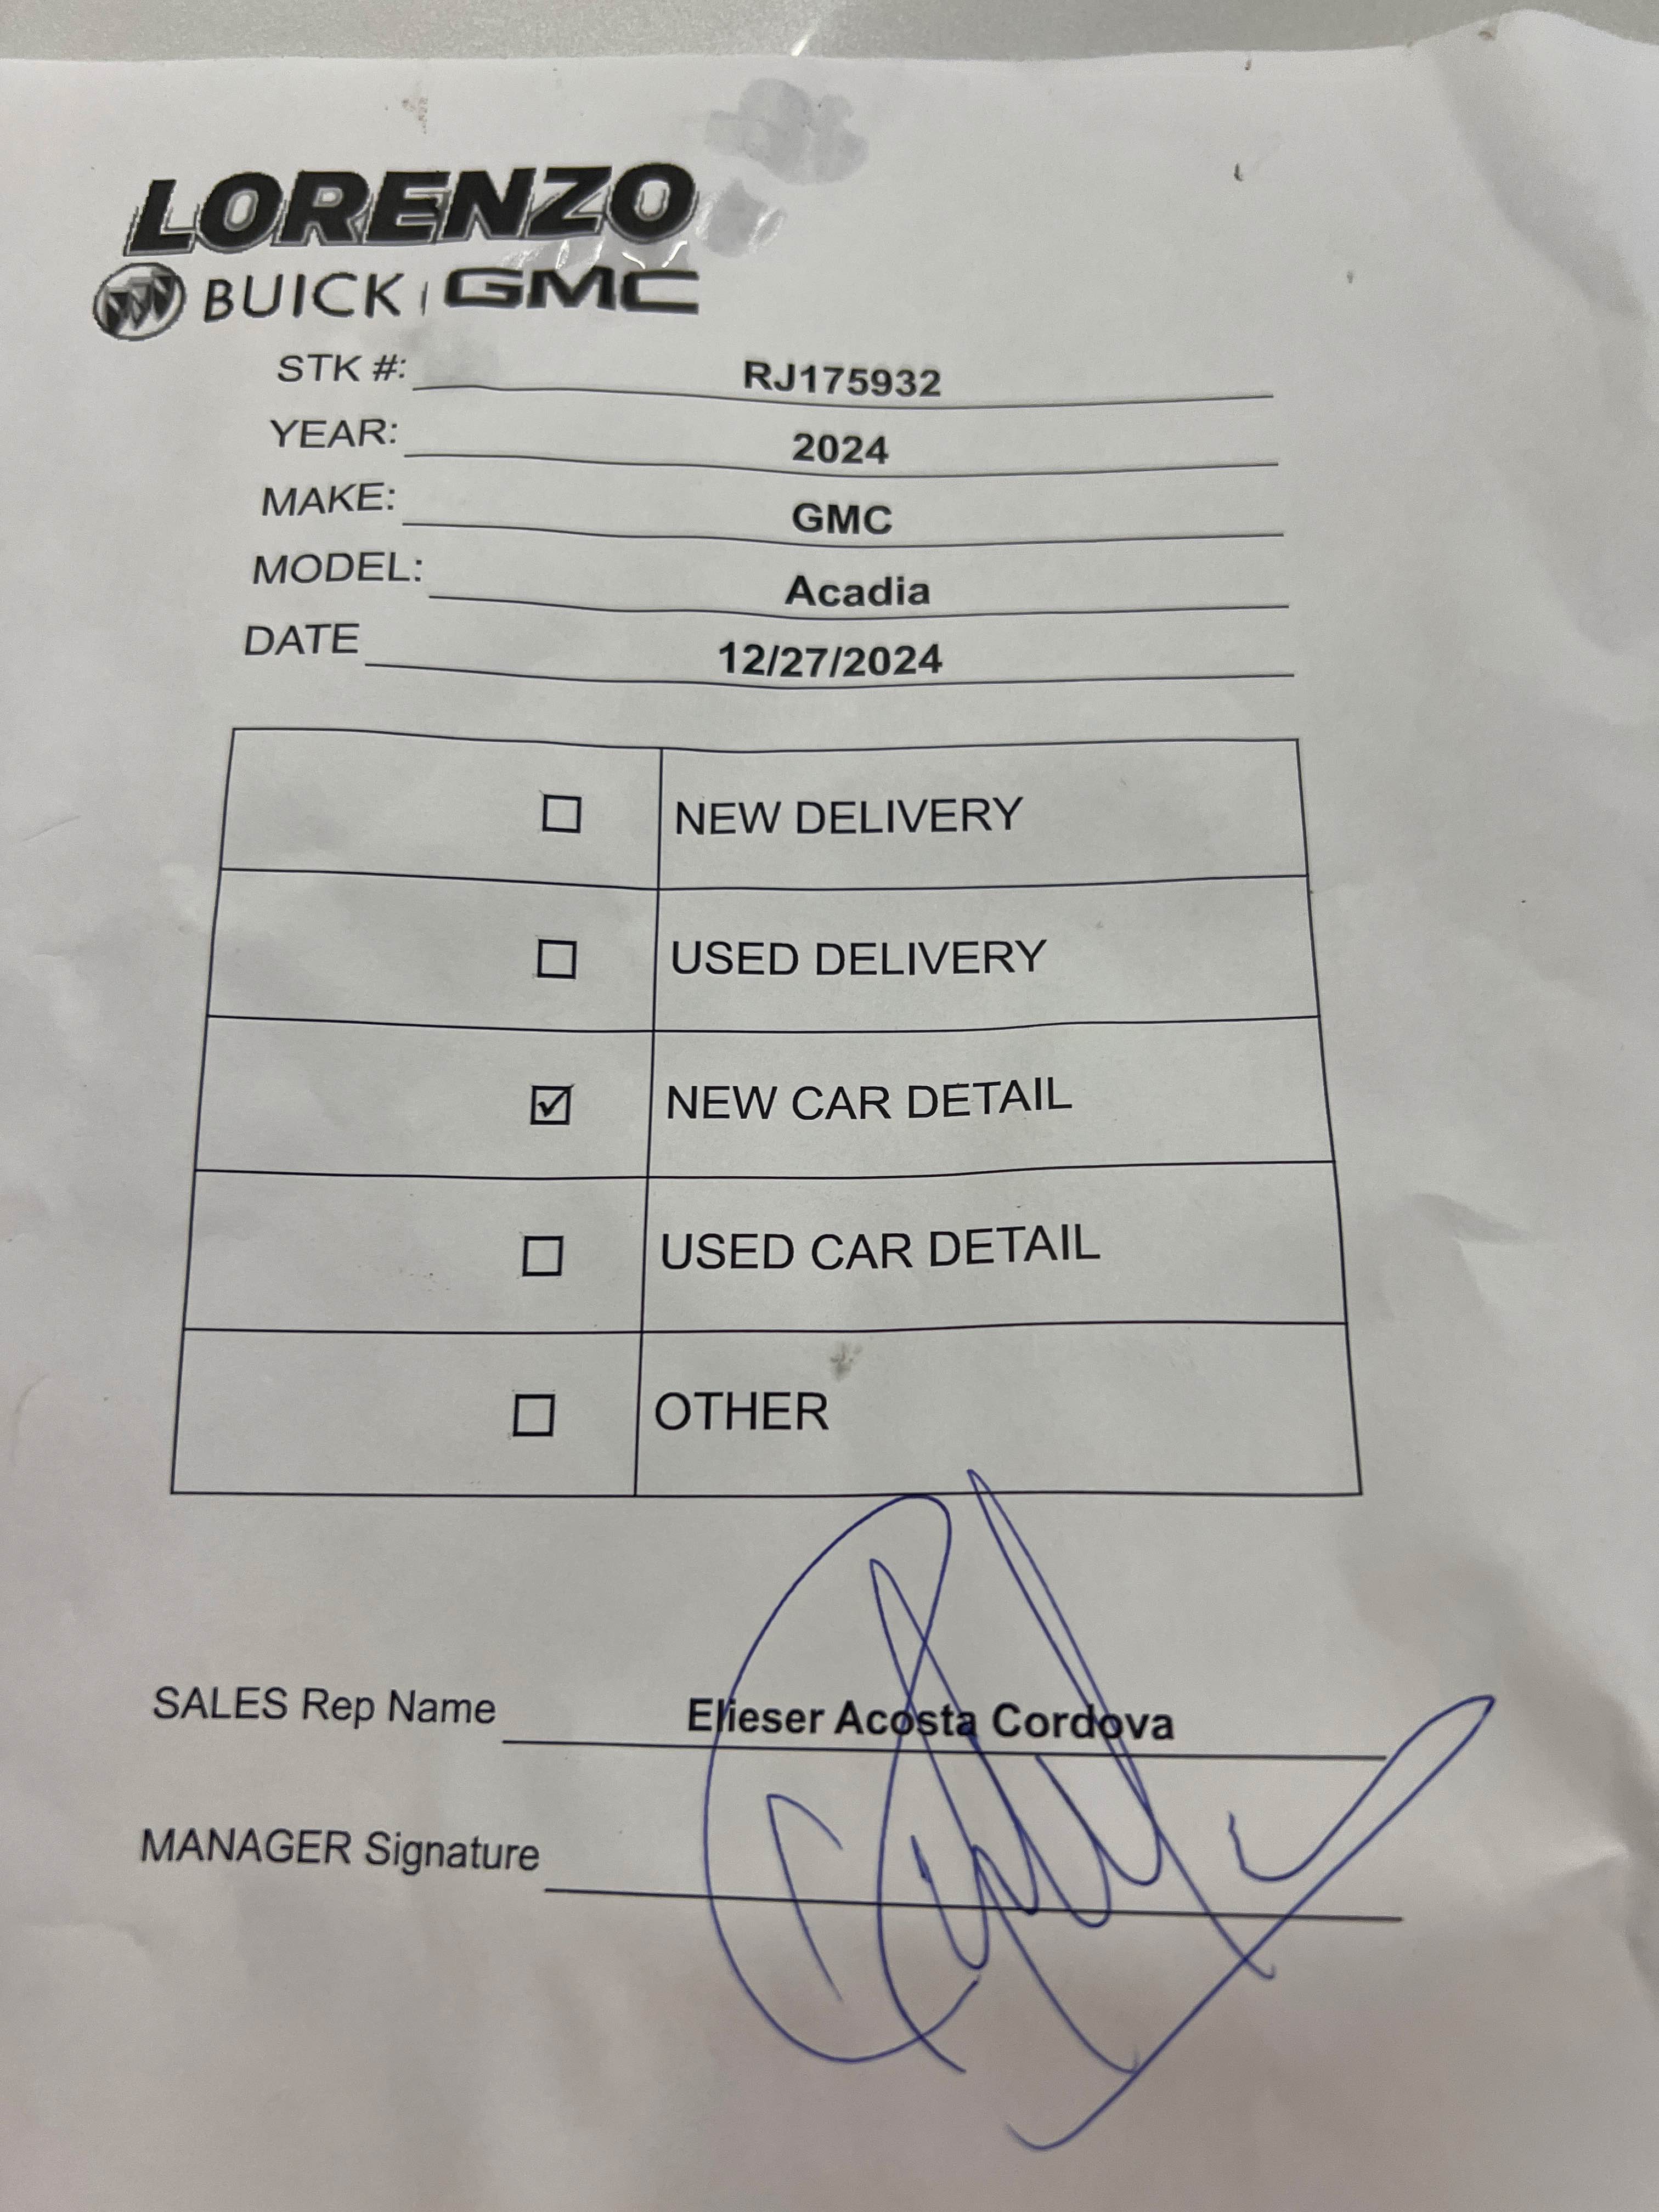 LORENZO
BUICK | GMC
STK #: RJ175932
YEAR: 2024
MAKE: GMC
MODEL: Acadia
DATE 12/27/2024
☐ NEW DELIVERY
☐ USED DELIVERY
☑ NEW CAR DETAIL
☐ USED CAR DETAIL
☐ OTHER
SALES Rep Name Elieser Acosta Cordova
MANAGER Signature